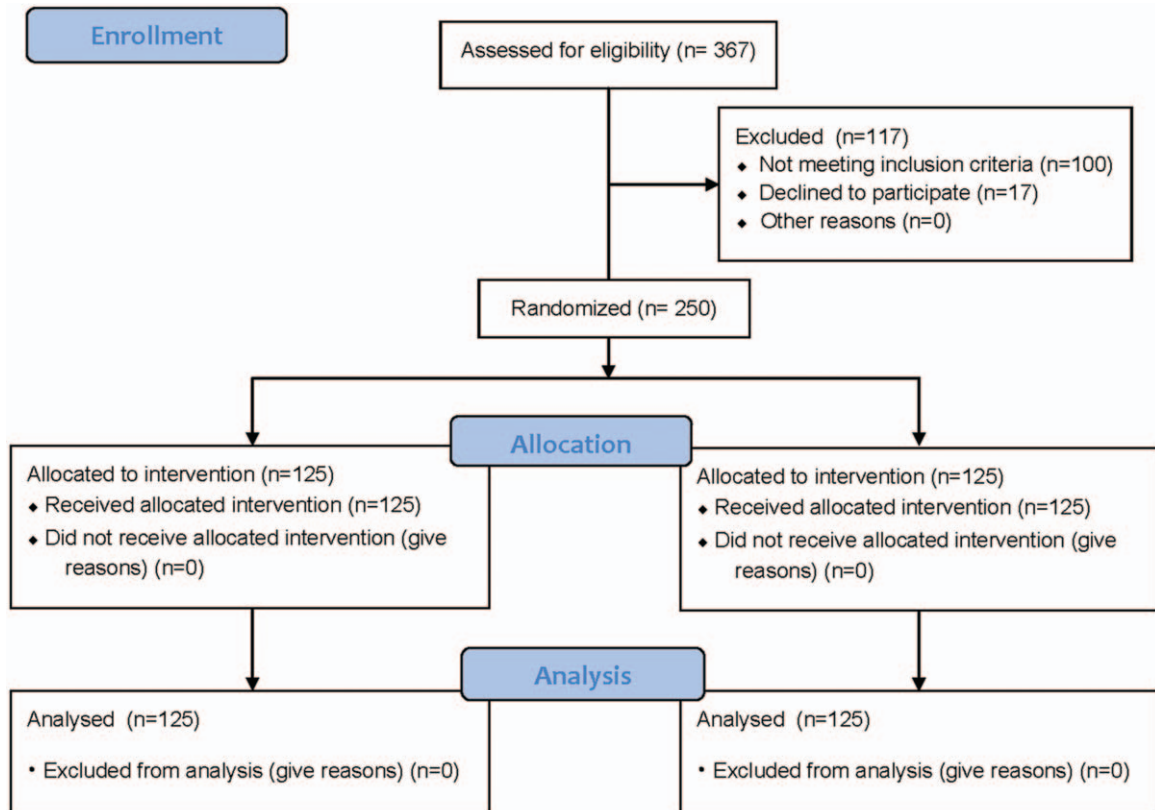 Enrollment
Assessed for eligibility (n= 367)
Excluded (n=117)
◆ Not meeting inclusion criteria (n=100)
◆ Declined to participate (n=17)
◆ Other reasons (n=0)
Randomized (n= 250)
Allocation
Allocated to intervention (n=125)
◆ Received allocated intervention (n=125)
◆ Did not receive allocated intervention (give
reasons) (n=0)
Allocated to intervention (n=125)
◆ Received allocated intervention (n=125)
◆ Did not receive allocated intervention (give
reasons) (n=0)
Analysis
Analysed (n=125)
• Excluded from analysis (give reasons) (n=0)
Analysed (n=125)
• Excluded from analysis (give reasons) (n=0)